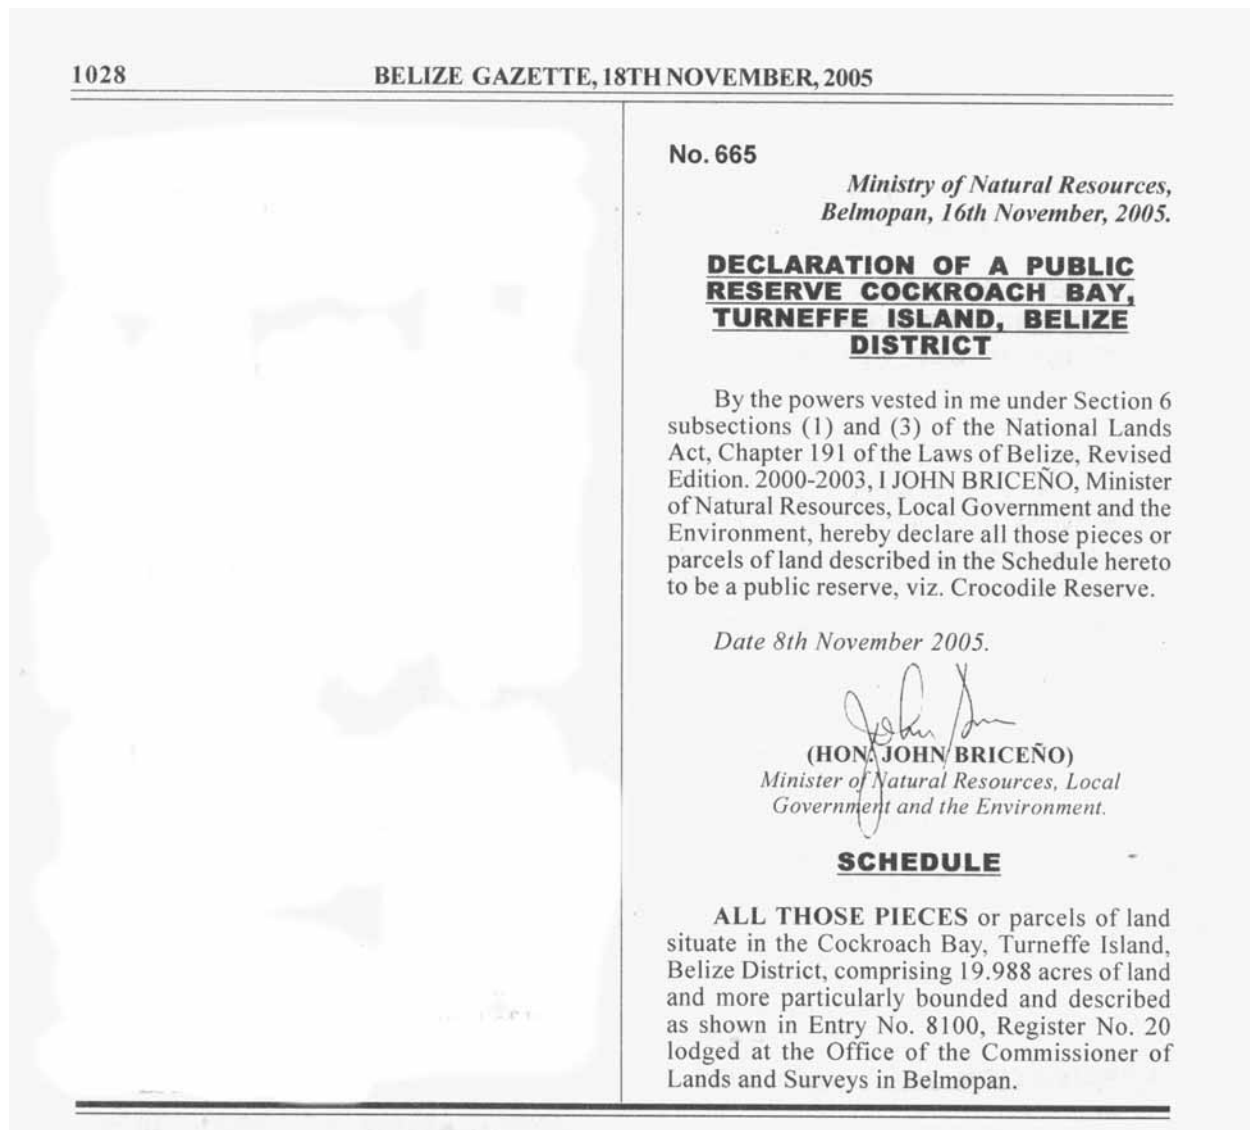 1028
BELIZE GAZETTE, 18TH NOVEMBER, 2005
No. 665
Ministry of Natural Resources,
Belmopan, 16th November, 2005.
DECLARATION OF A PUBLIC
RESERVE COCKROACH BAY,
TURNEFFE ISLAND, BELIZE
DISTRICT
By the powers vested in me under Section 6
subsections (1) and (3) of the National Lands
Act, Chapter 191 of the Laws of Belize, Revised
Edition. 2000-2003, I JOHN BRICEÑO, Minister
of Natural Resources, Local Government and the
Environment, hereby declare all those pieces or
parcels of land described in the Schedule hereto
to be a public reserve, viz. Crocodile Reserve.
Date 8th November 2005.
(HON. JOHN BRICEÑO)
Minister of Natural Resources, Local
Government and the Environment.
SCHEDULE
ALL THOSE PIECES or parcels of land
situate in the Cockroach Bay, Turneffe Island,
Belize District, comprising 19.988 acres of land
and more particularly bounded and described
as shown in Entry No. 8100, Register No. 20
lodged at the Office of the Commissioner of
Lands and Surveys in Belmopan.